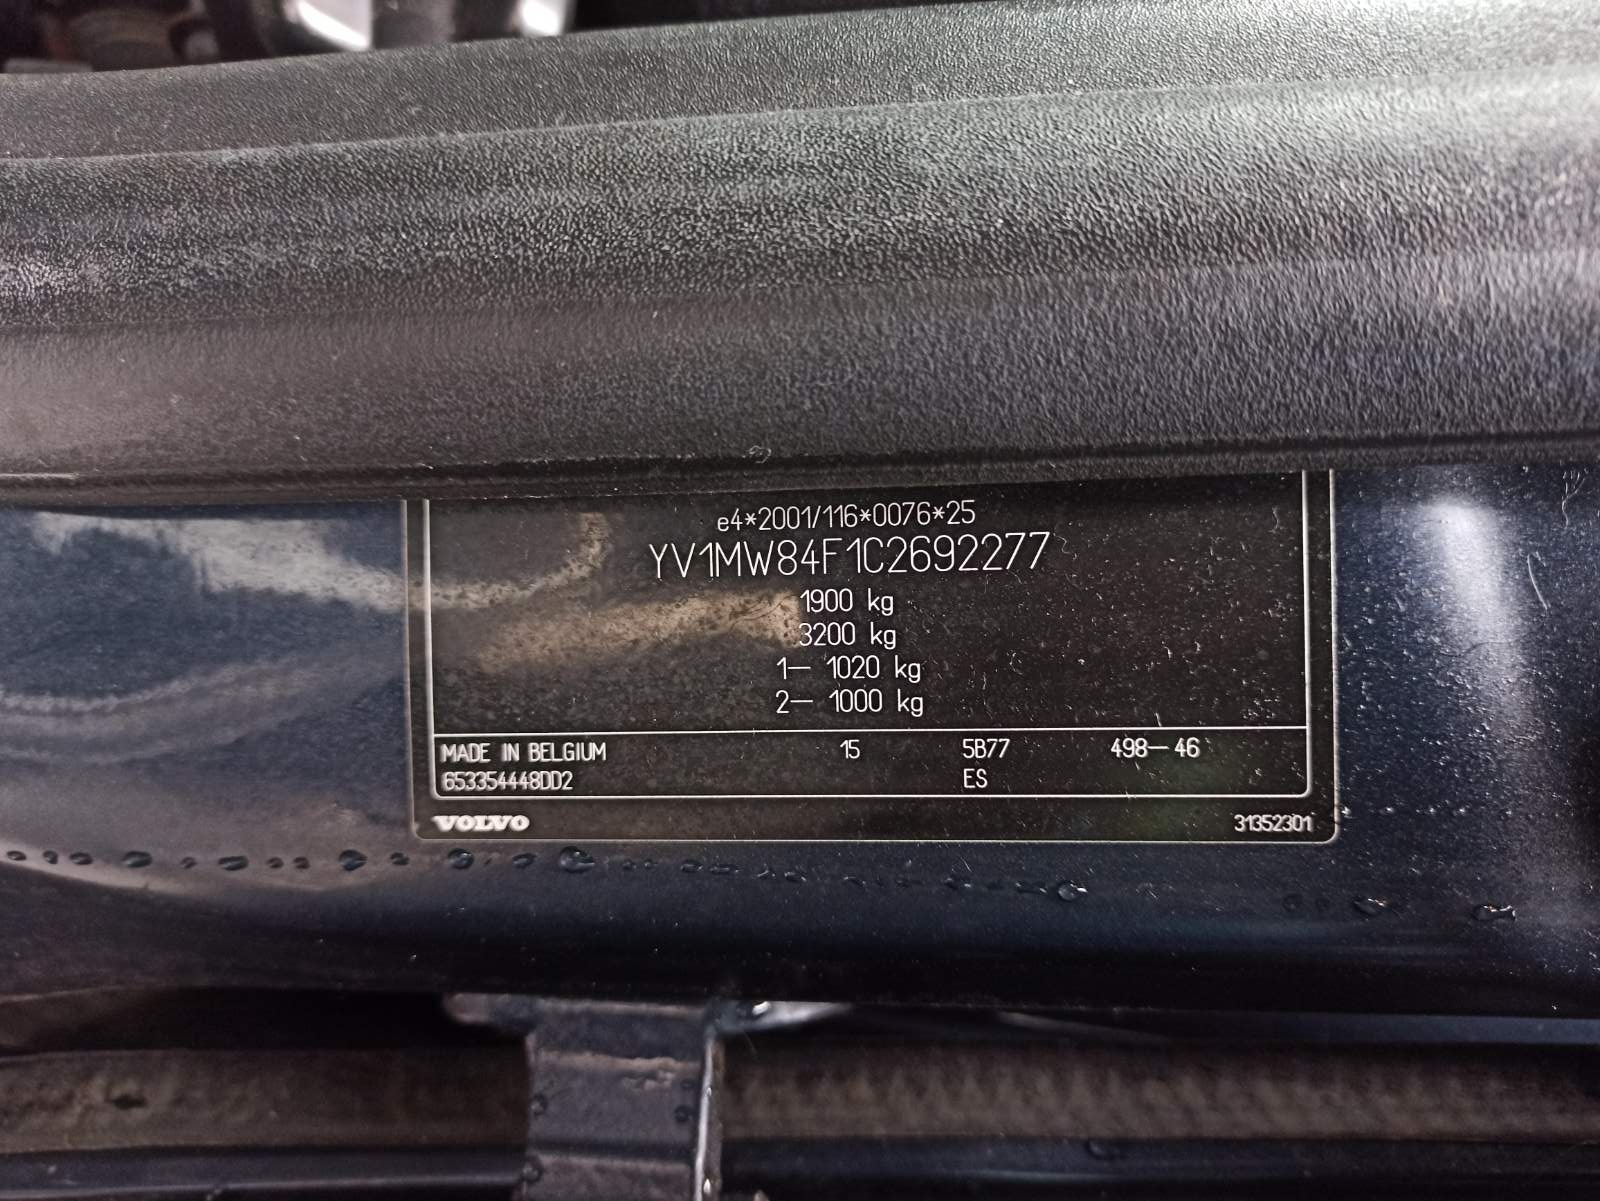 e4*2001/116*0076*25
YV1MW84F1C2692277
1900 kg
3200 kg
1— 1020 kg
2— 1000 kg
MADE IN BELGIUM 15 5B77 498—46
653354448DD2 ES
VOLVO 31352301